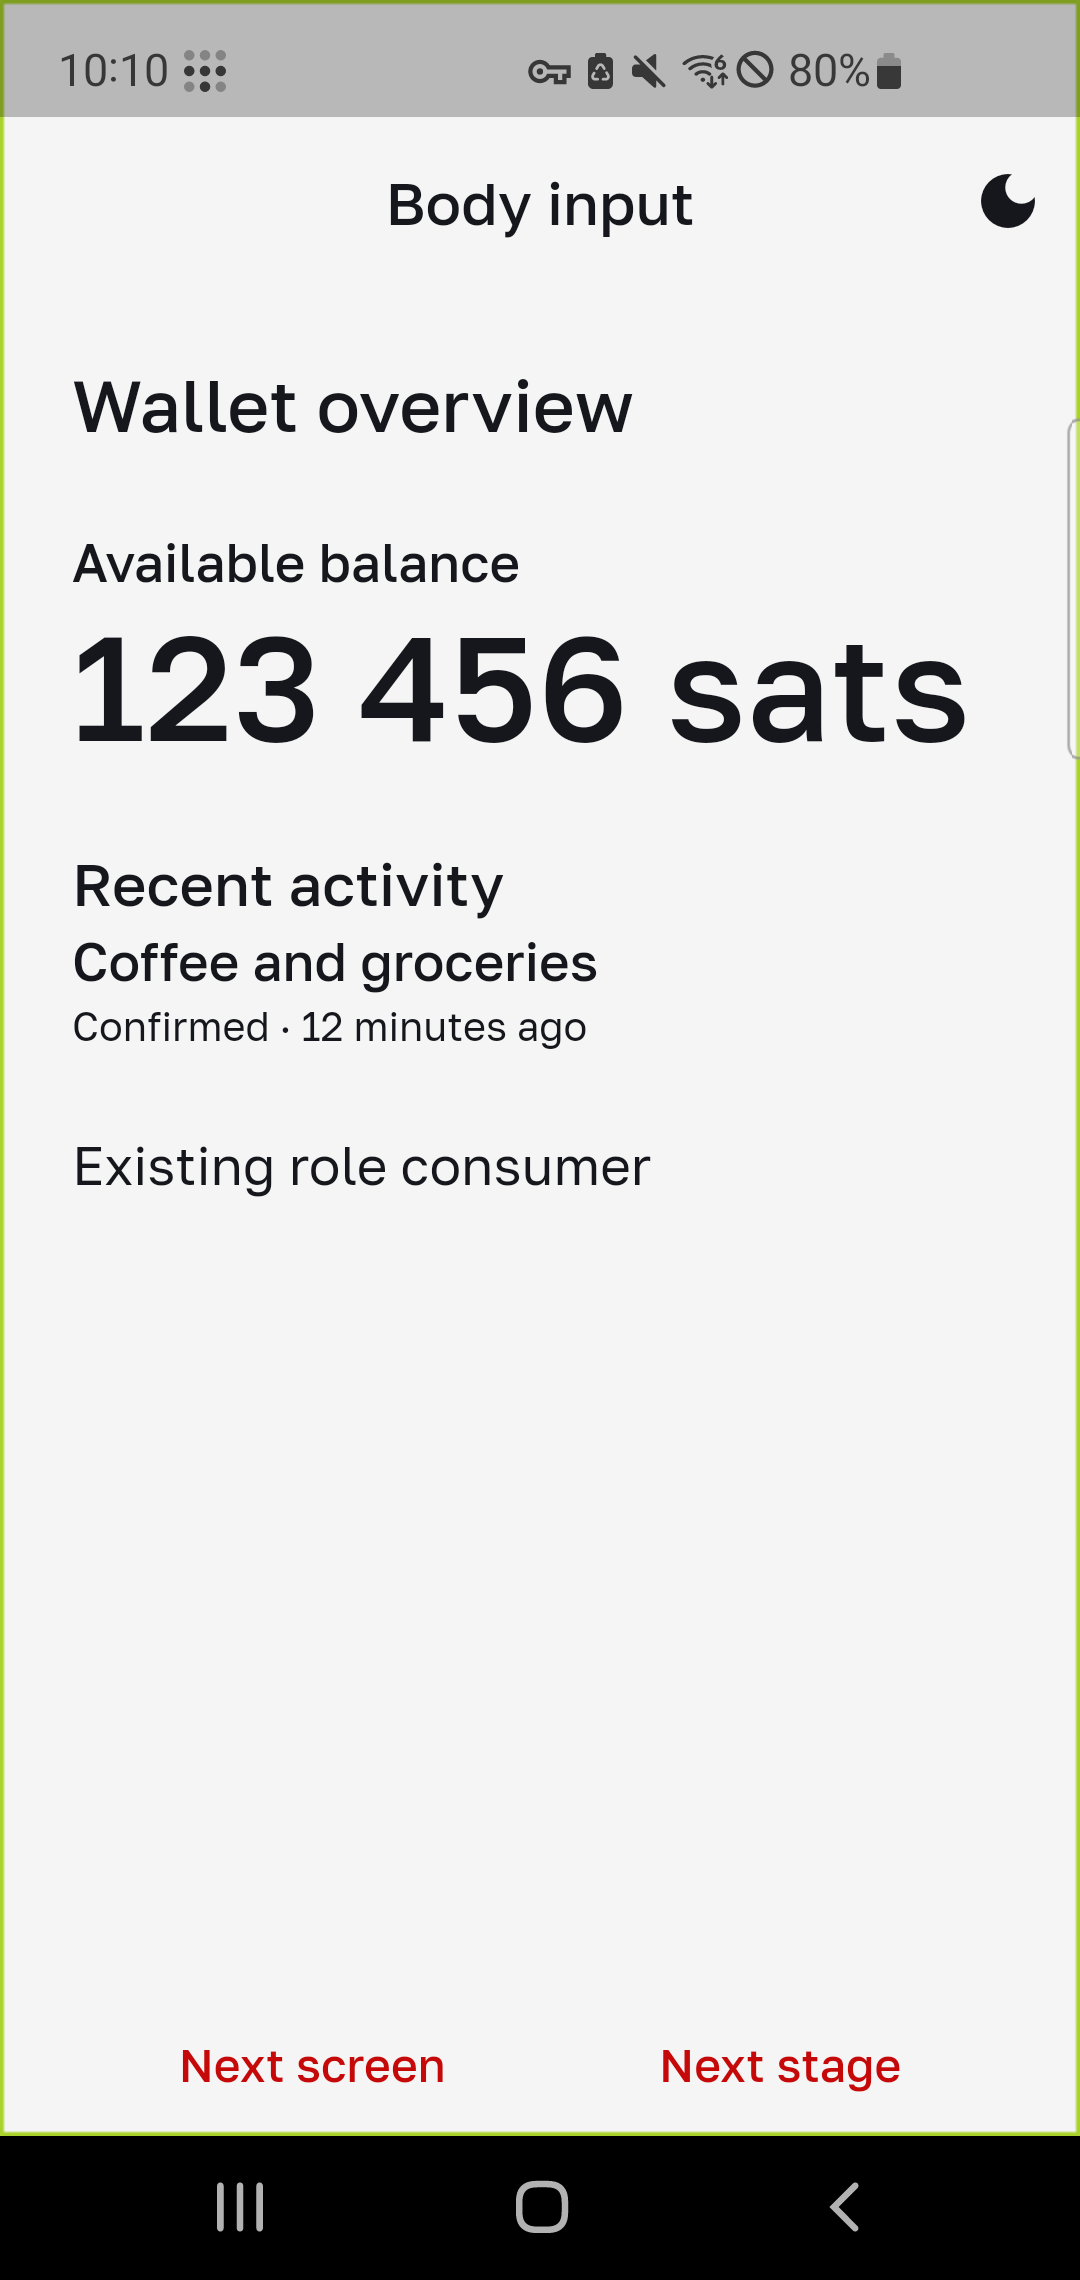 10:10 80%
Body input
Wallet overview
Available balance
123 456 sats
Recent activity
Coffee and groceries
Confirmed · 12 minutes ago
Existing role consumer
Next screen Next stage